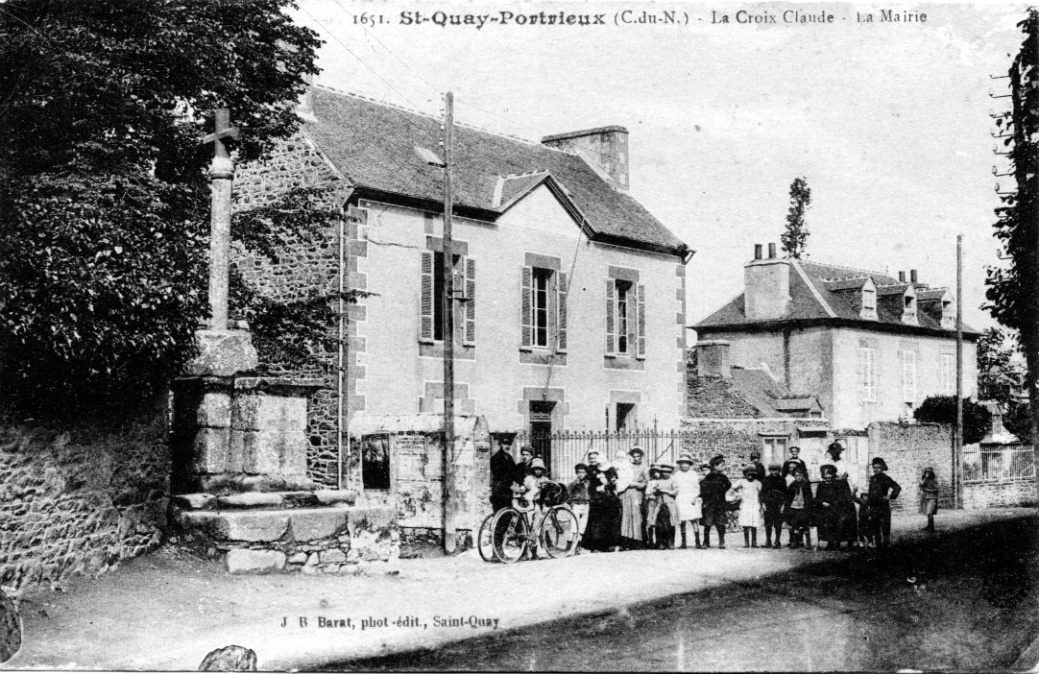 1651. St-Quay-Portrieux (C.du-N.) - La Croix Claude - La Mairie
J B Barat, phot-édit., Saint-Quay